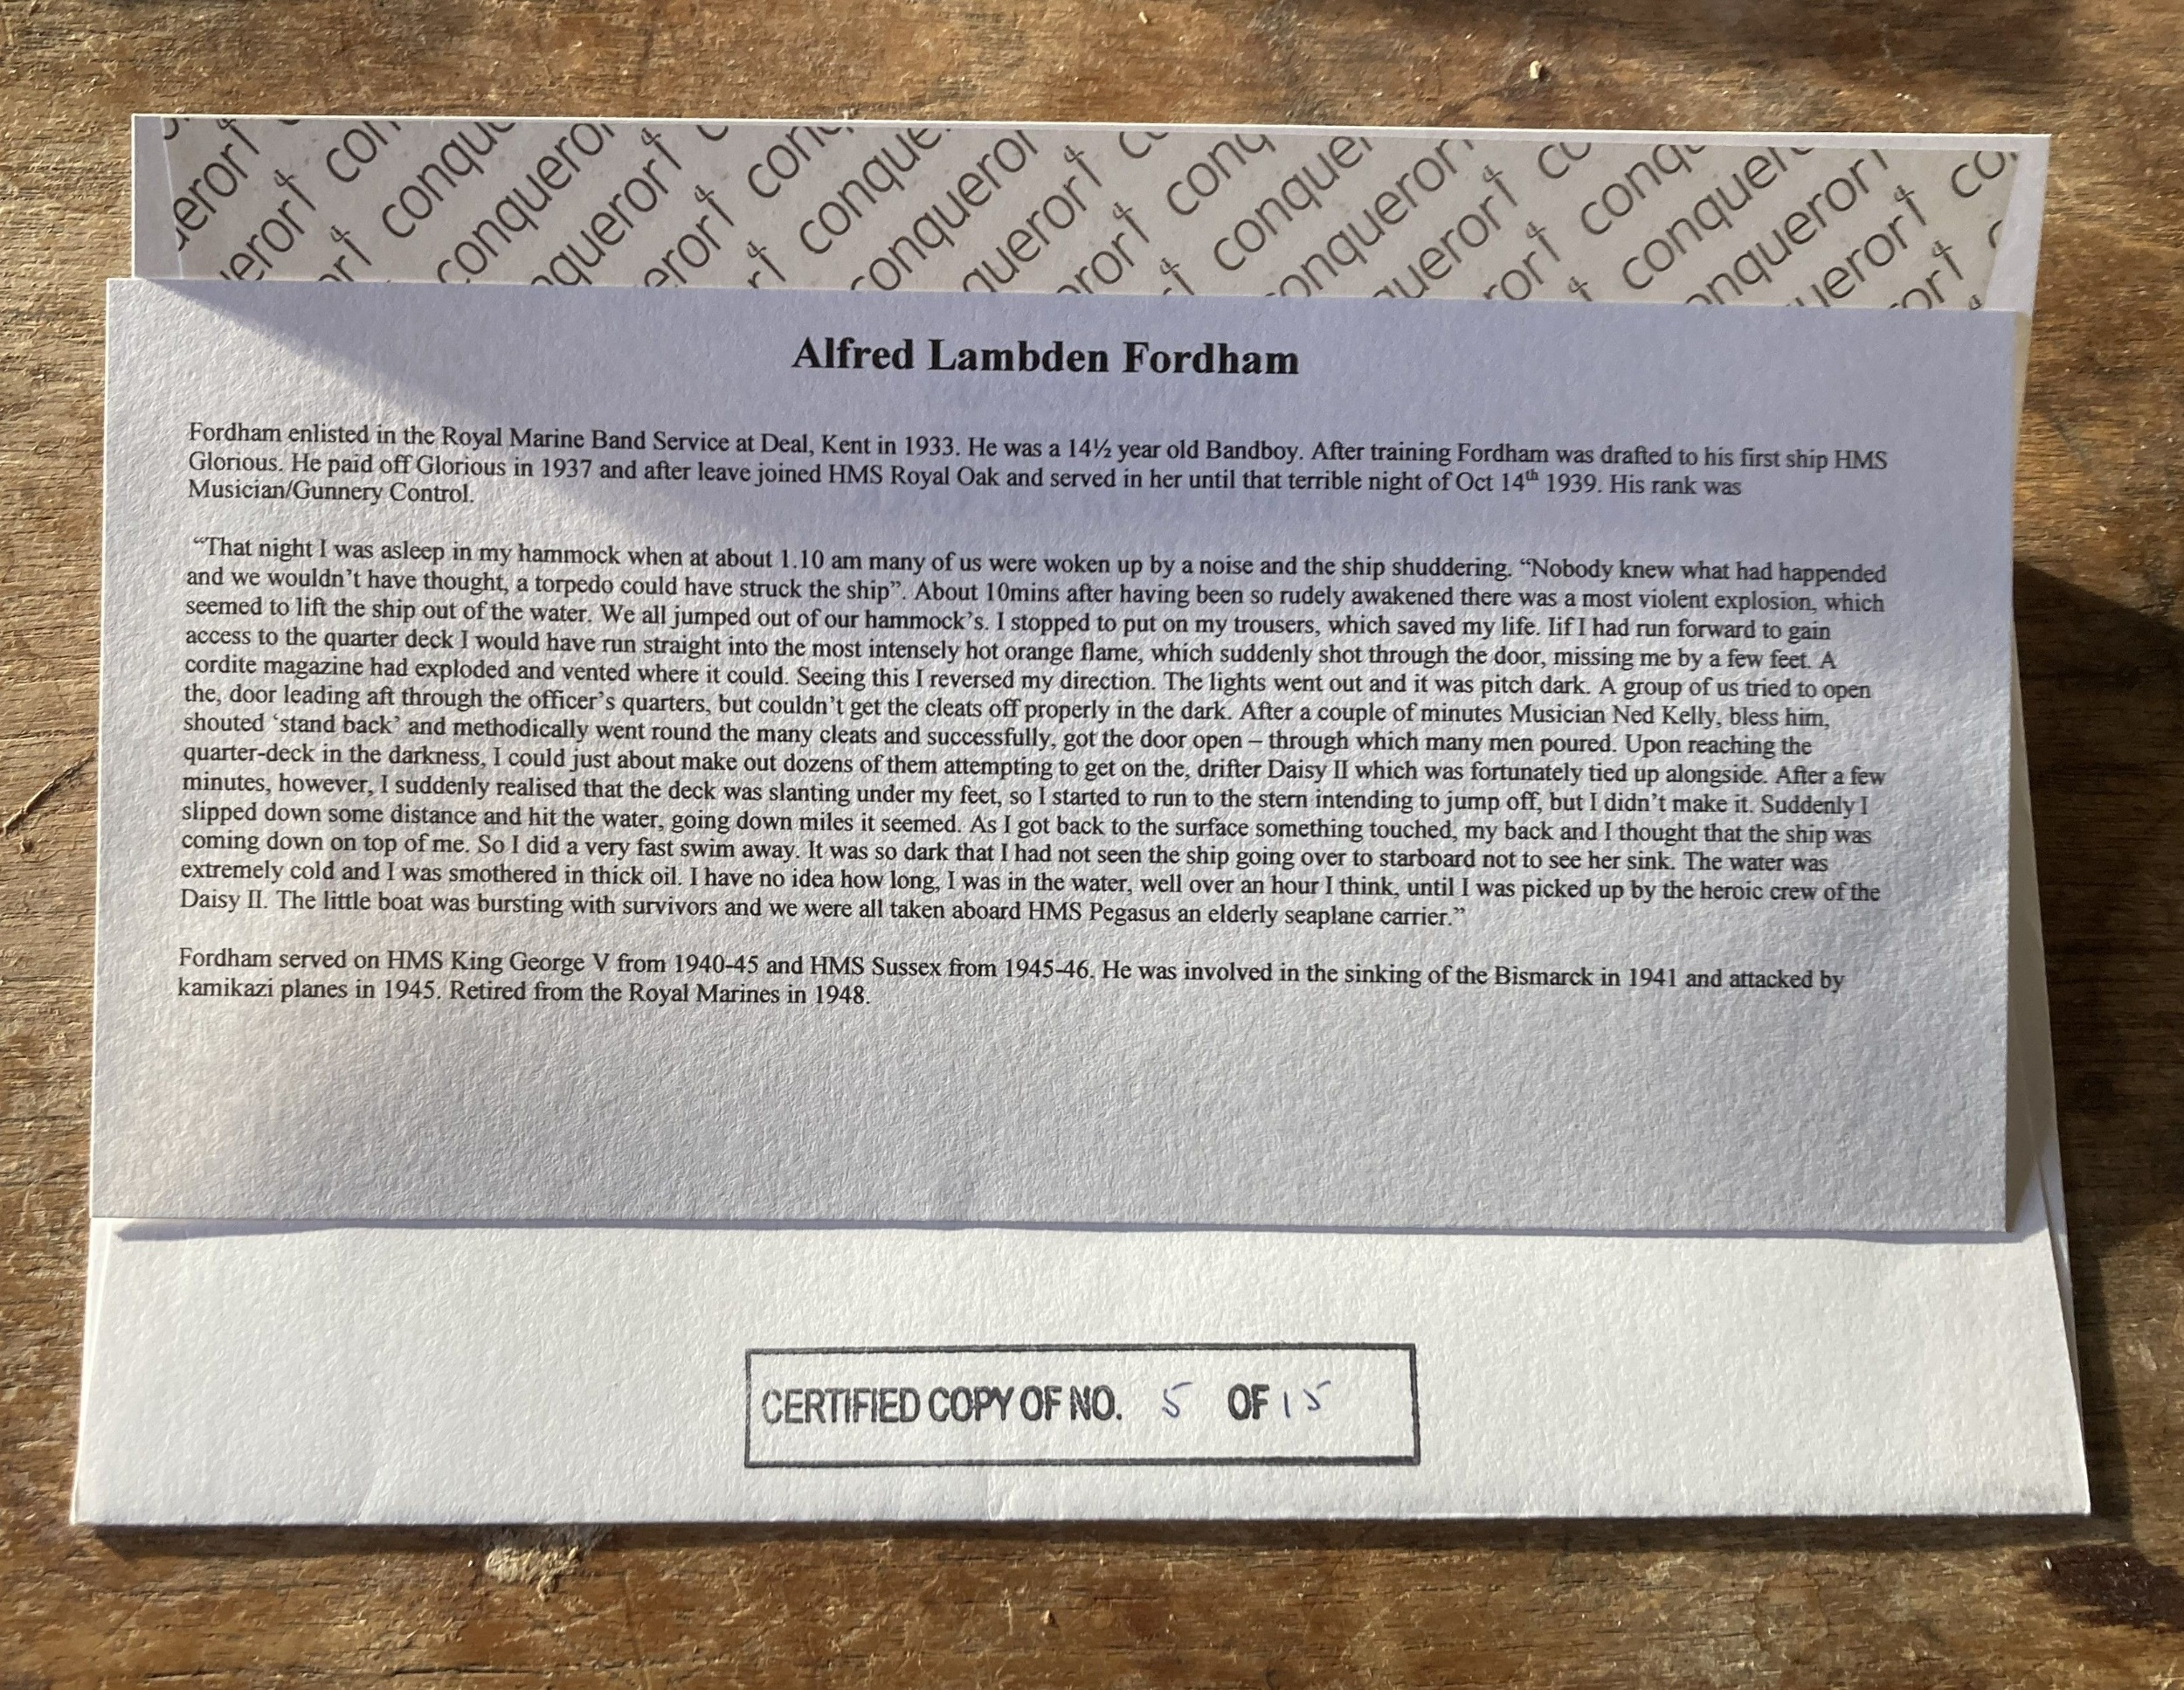 Alfred Lambden Fordham
Fordham enlisted in the Royal Marine Band Service at Deal, Kent in 1933. He was a 14½ year old Bandboy. After training Fordham was drafted to his first ship HMS
Glorious. He paid off Glorious in 1937 and after leave joined HMS Royal Oak and served in her until that terrible night of Oct 14th 1939. His rank was
Musician/Gunnery Control.
“That night I was asleep in my hammock when at about 1.10 am many of us were woken up by a noise and the ship shuddering. “Nobody knew what had happended
and we wouldn’t have thought, a torpedo could have struck the ship”. About 10mins after having been so rudely awakened there was a most violent explosion, which
seemed to lift the ship out of the water. We all jumped out of our hammock’s. I stopped to put on my trousers, which saved my life. Iif I had run forward to gain
access to the quarter deck I would have run straight into the most intensely hot orange flame, which suddenly shot through the door, missing me by a few feet. A
cordite magazine had exploded and vented where it could. Seeing this I reversed my direction. The lights went out and it was pitch dark. A group of us tried to open
the, door leading aft through the officer’s quarters, but couldn’t get the cleats off properly in the dark. After a couple of minutes Musician Ned Kelly, bless him,
shouted ‘stand back’ and methodically went round the many cleats and successfully, got the door open – through which many men poured. Upon reaching the
quarter-deck in the darkness, I could just about make out dozens of them attempting to get on the, drifter Daisy II which was fortunately tied up alongside. After a few
minutes, however, I suddenly realised that the deck was slanting under my feet, so I started to run to the stern intending to jump off, but I didn’t make it. Suddenly I
slipped down some distance and hit the water, going down miles it seemed. As I got back to the surface something touched, my back and I thought that the ship was
coming down on top of me. So I did a very fast swim away. It was so dark that I had not seen the ship going over to starboard not to see her sink. The water was
extremely cold and I was smothered in thick oil. I have no idea how long, I was in the water, well over an hour I think, until I was picked up by the heroic crew of the
Daisy II. The little boat was bursting with survivors and we were all taken aboard HMS Pegasus an elderly seaplane carrier.”
Fordham served on HMS King George V from 1940-45 and HMS Sussex from 1945-46. He was involved in the sinking of the Bismarck in 1941 and attacked by
kamikazi planes in 1945. Retired from the Royal Marines in 1948.
CERTIFIED COPY OF NO. 5 OF 15